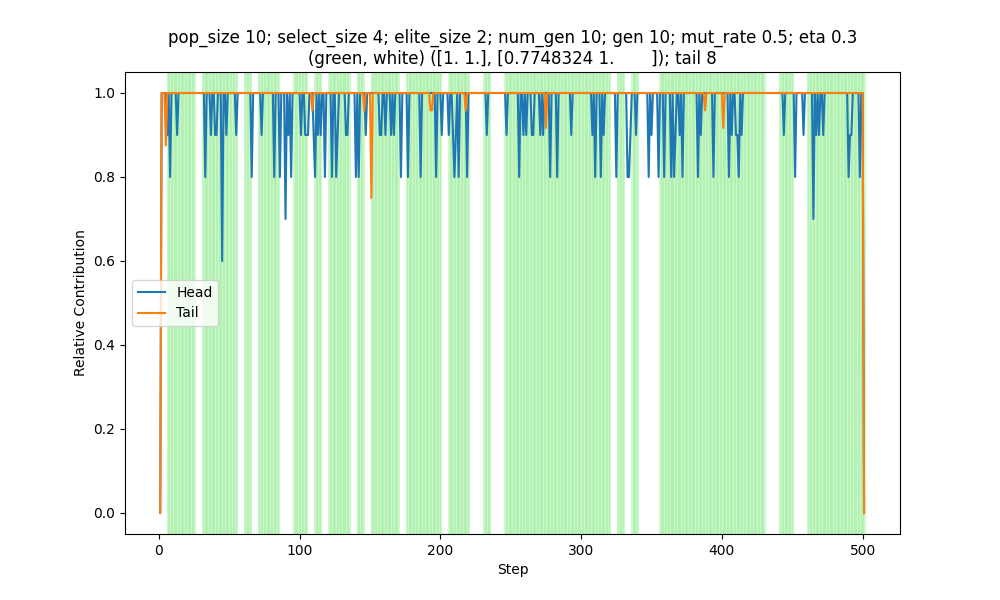 pop_size 10; select_size 4; elite_size 2; num_gen 10; gen 10; mut_rate 0.5; eta 0.3
(green, white) ([1. 1.], [0.7748324 1.        ]); tail 8
1.0
0.8
0.6
0.4
0.2
0.0
Relative Contribution
Head
Tail
0
100
200
300
400
500
Step